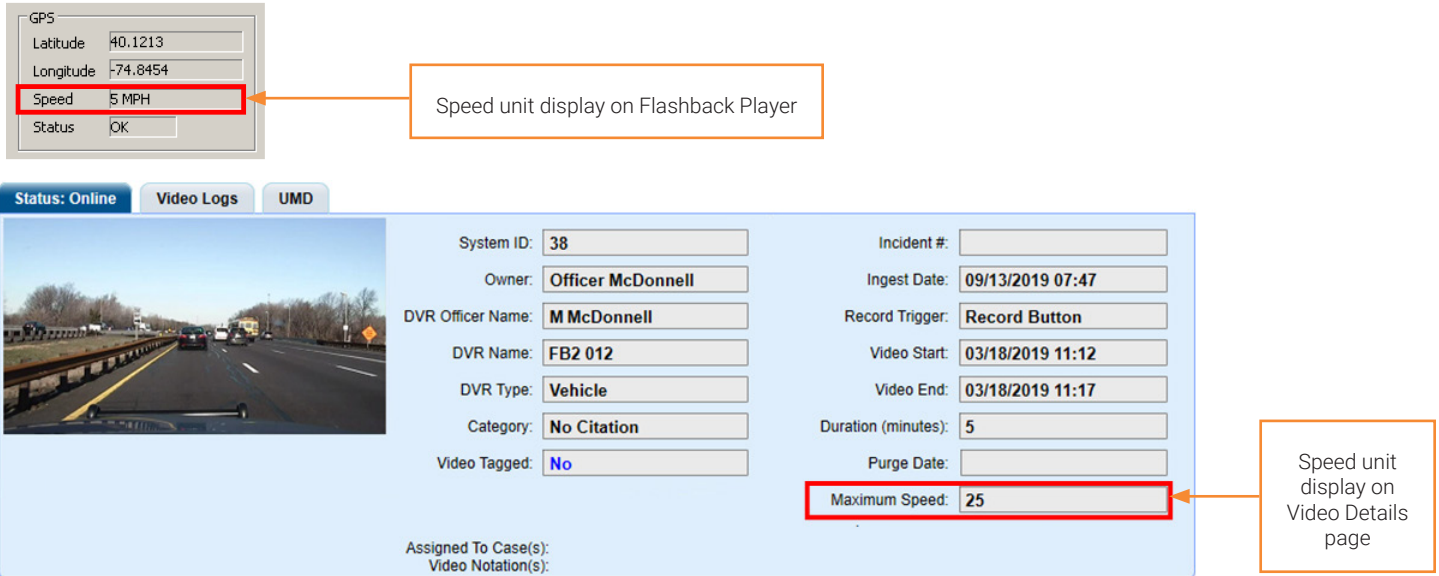 GPS
Latitude 40.1213
Longitude -74.8454
Speed 5 MPH
Status OK
Speed unit display on Flashback Player
Status: Online Video Logs UMD
System ID: 38
Owner: Officer McDonnell
DVR Officer Name: M McDonnell
DVR Name: FB2 012
DVR Type: Vehicle
Category: No Citation
Video Tagged: No
Incident #:
Ingest Date: 09/13/2019 07:47
Record Trigger: Record Button
Video Start: 03/18/2019 11:12
Video End: 03/18/2019 11:17
Duration (minutes): 5
Purge Date:
Maximum Speed: 25
Assigned To Case(s):
Video Notation(s):
Speed unit
display on
Video Details
page